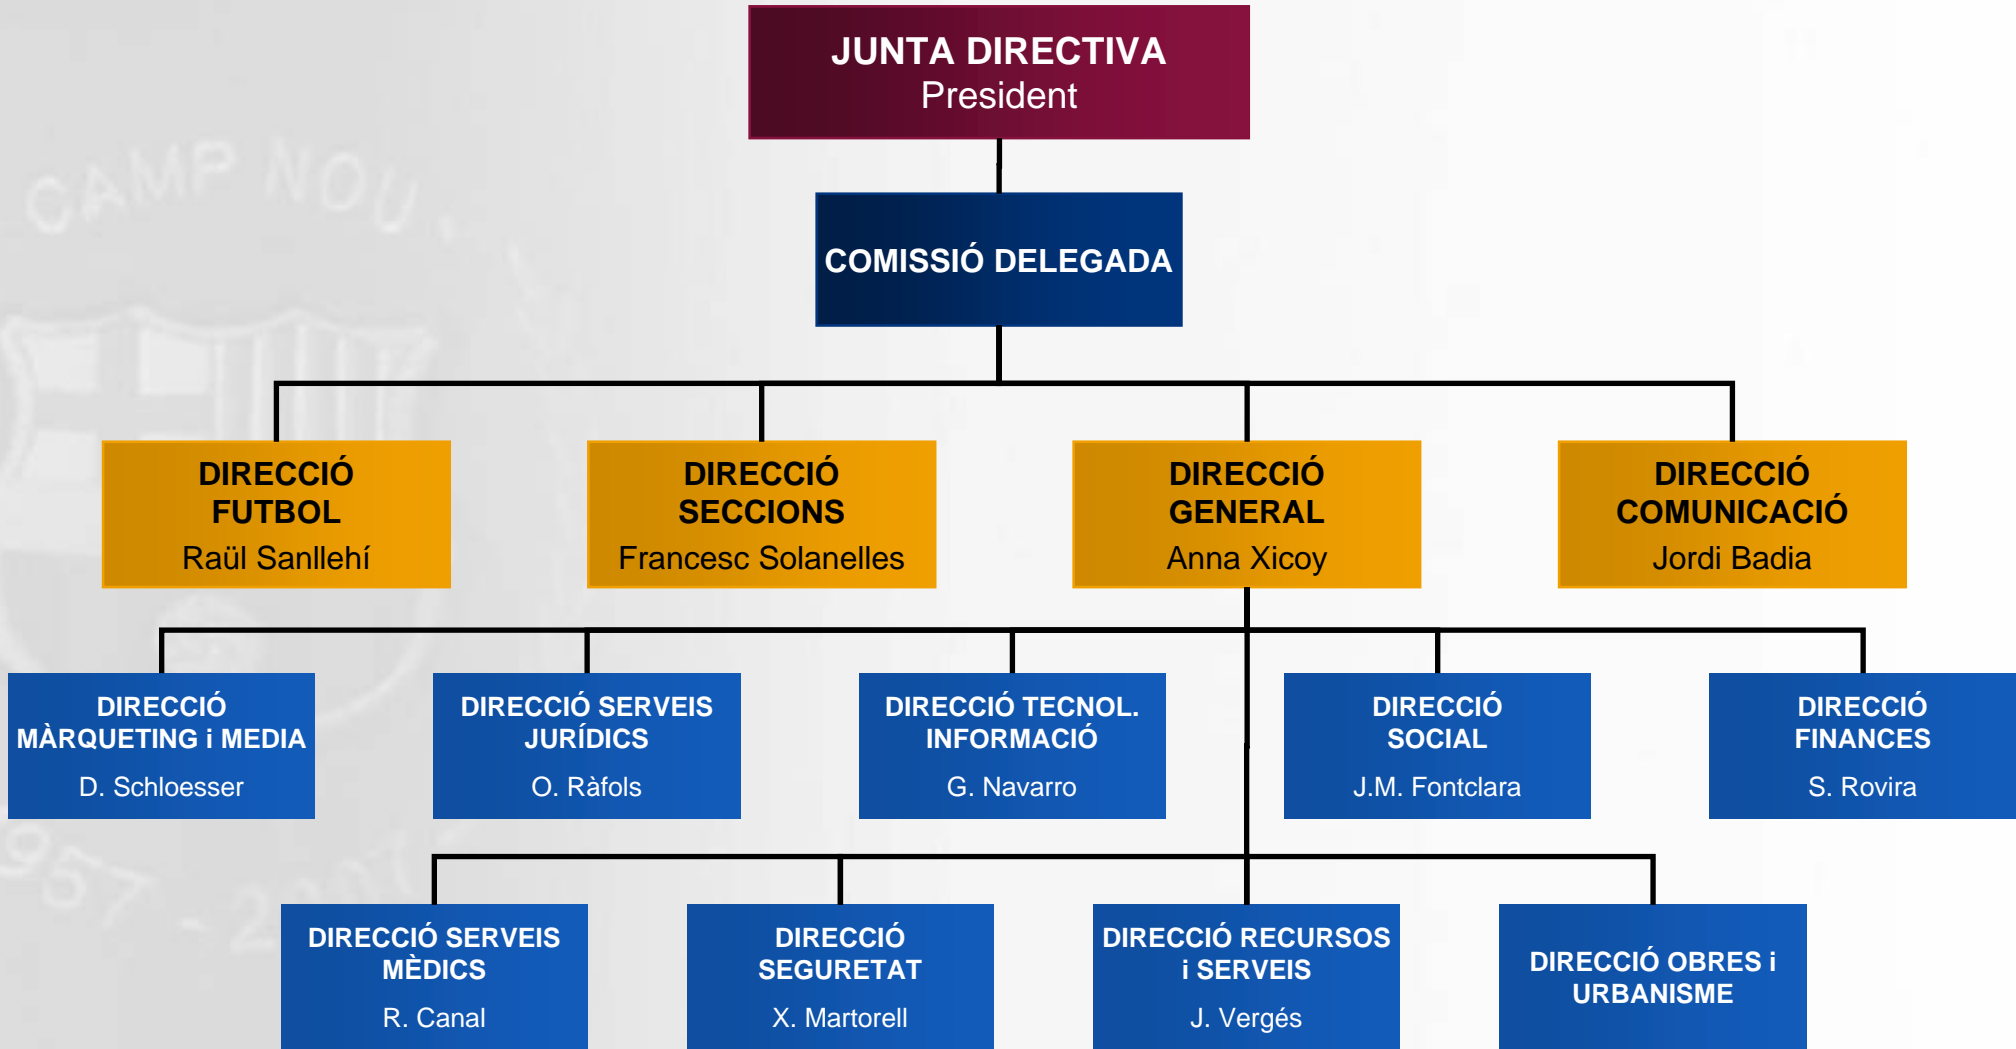 JUNTA DIRECTIVA
President
CAMP NOU
COMISSIÓ DELEGADA
DIRECCIÓ
FUTBOL
Raül Sanllehí
DIRECCIÓ
SECCIONS
Francesc Solanelles
DIRECCIÓ
GENERAL
Anna Xicoy
DIRECCIÓ
COMUNICACIÓ
Jordi Badia
DIRECCIÓ
MÀRQUETING i MEDIA
D. Schloesser
DIRECCIÓ SERVEIS
JURÍDICS
O. Ràfols
DIRECCIÓ TECNOL.
INFORMACIÓ
G. Navarro
DIRECCIÓ
SOCIAL
J.M. Fontclara
DIRECCIÓ
FINANCES
S. Rovira
DIRECCIÓ SERVEIS
MÈDICS
R. Canal
DIRECCIÓ
SEGURETAT
X. Martorell
DIRECCIÓ RECURSOS
i SERVEIS
J. Vergés
DIRECCIÓ OBRES i
URBANISME